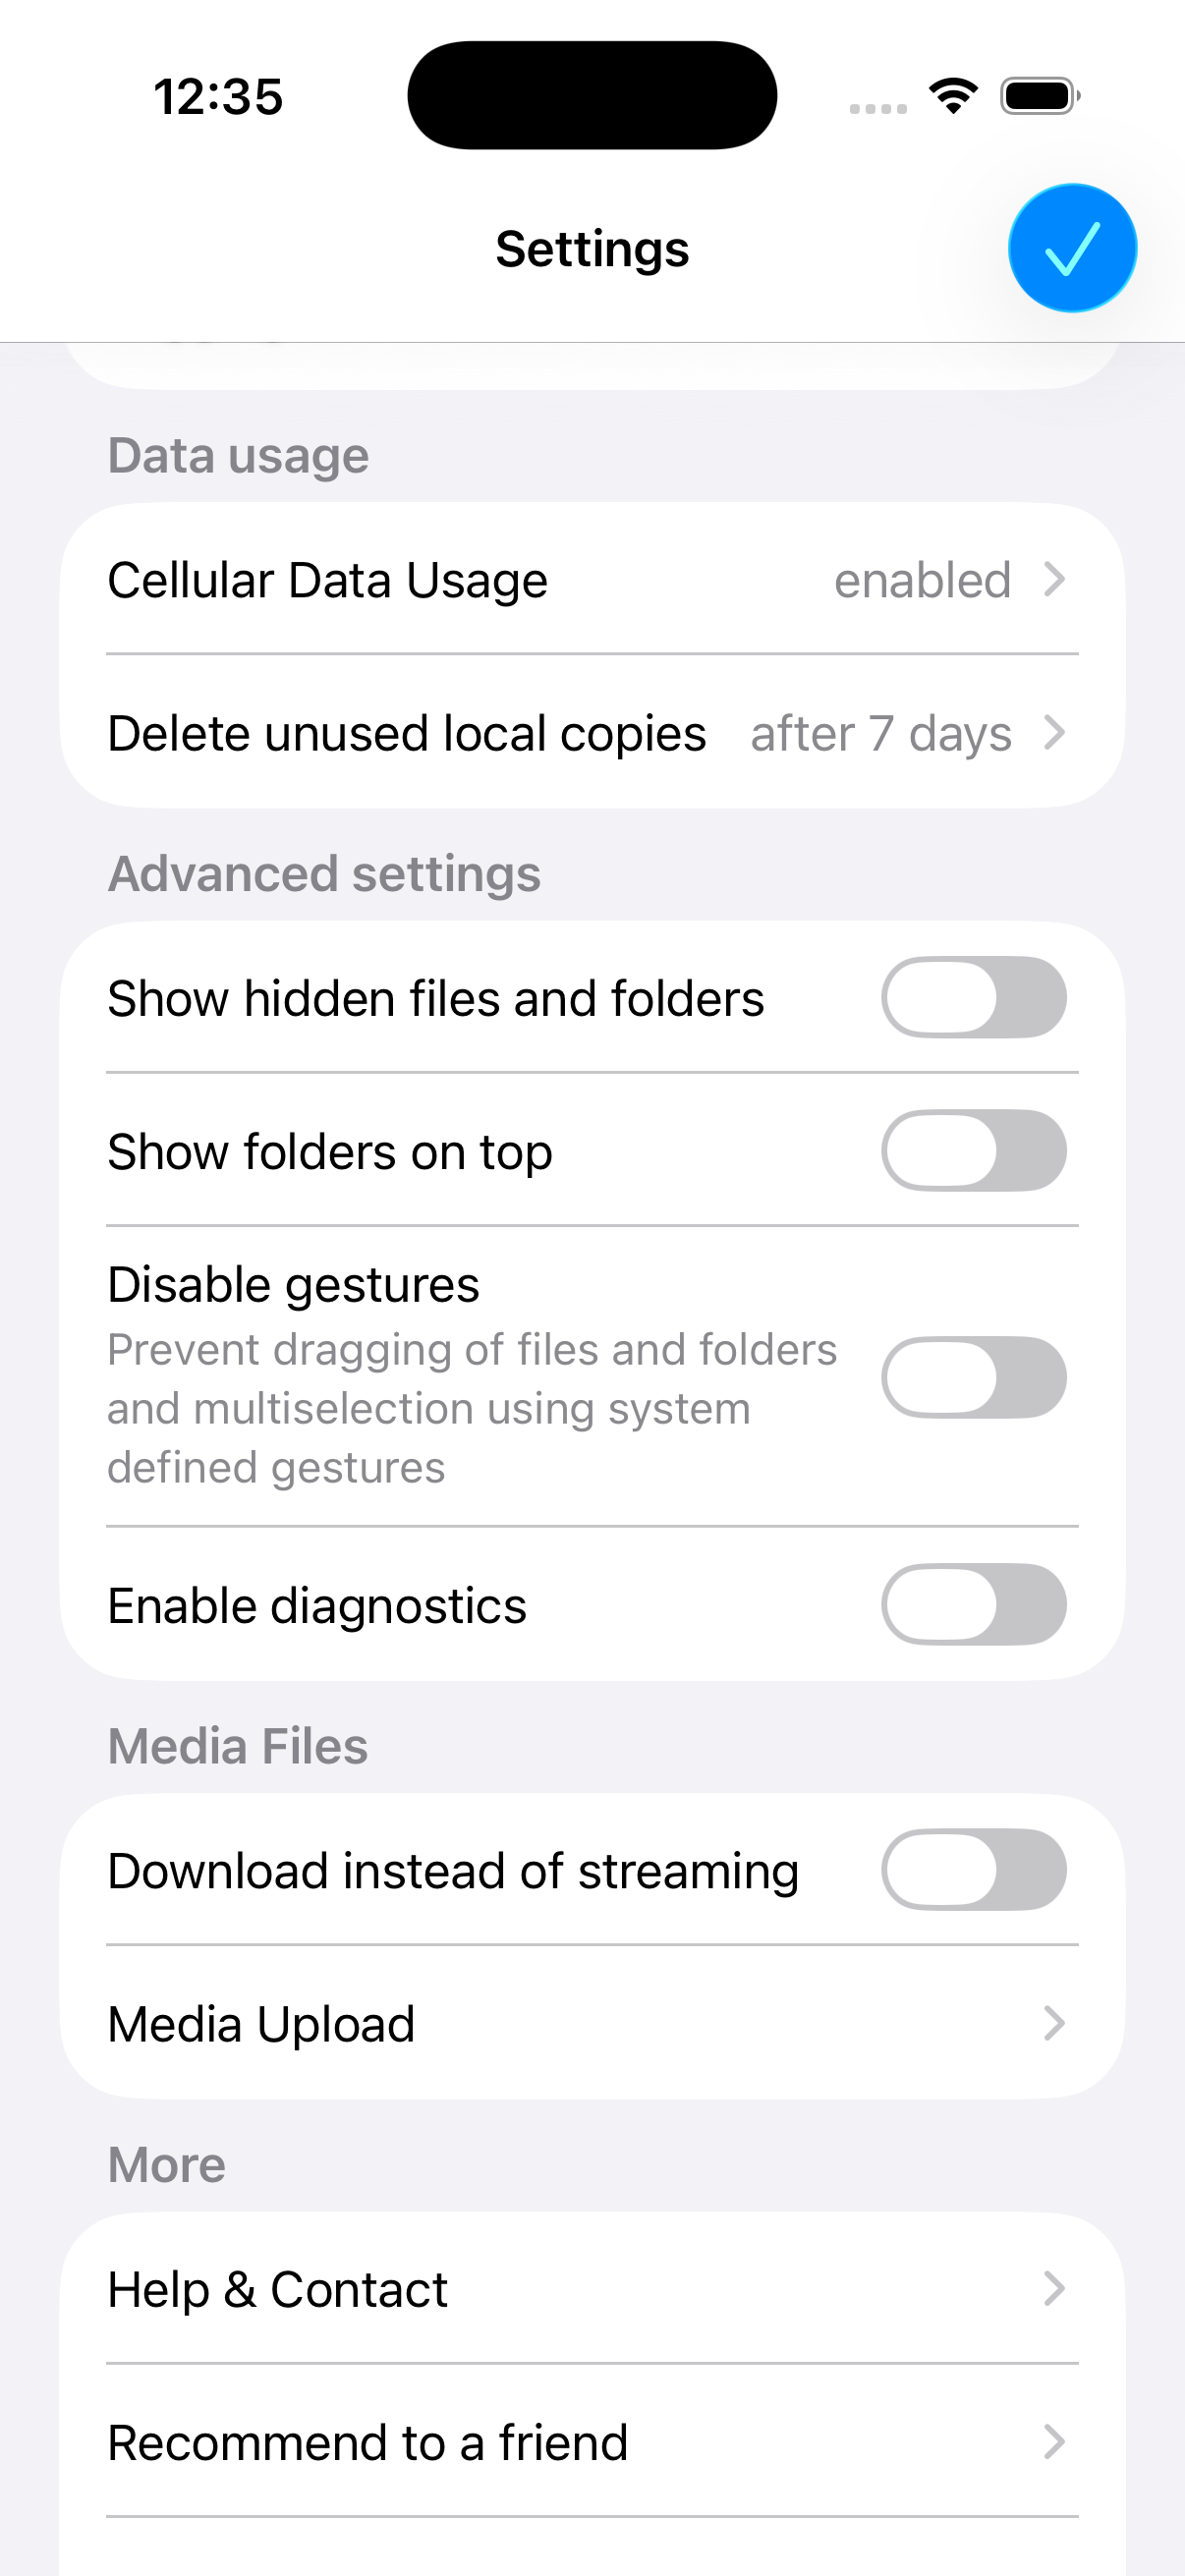 12:35
Settings
Data usage
Cellular Data Usage enabled
Delete unused local copies after 7 days
Advanced settings
Show hidden files and folders
Show folders on top
Disable gestures
Prevent dragging of files and folders
and multiselection using system
defined gestures
Enable diagnostics
Media Files
Download instead of streaming
Media Upload
More
Help & Contact
Recommend to a friend